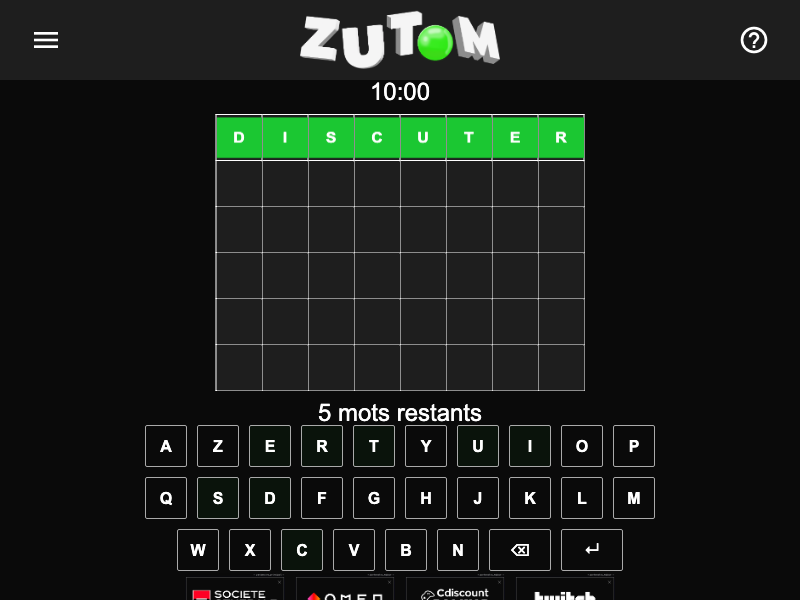 ZUTOM
10:00
D I S C U T E R
5 mots restants
A Z E R T Y U I O P
Q S D F G H J K L M
W X C V B N
SOCIETE OMEN Cdiscount twitch